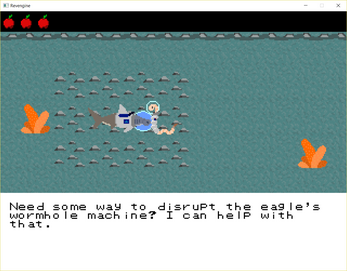 Revengine
Need some way to disrupt the eagle's
wormhole machine? I can help with
that.